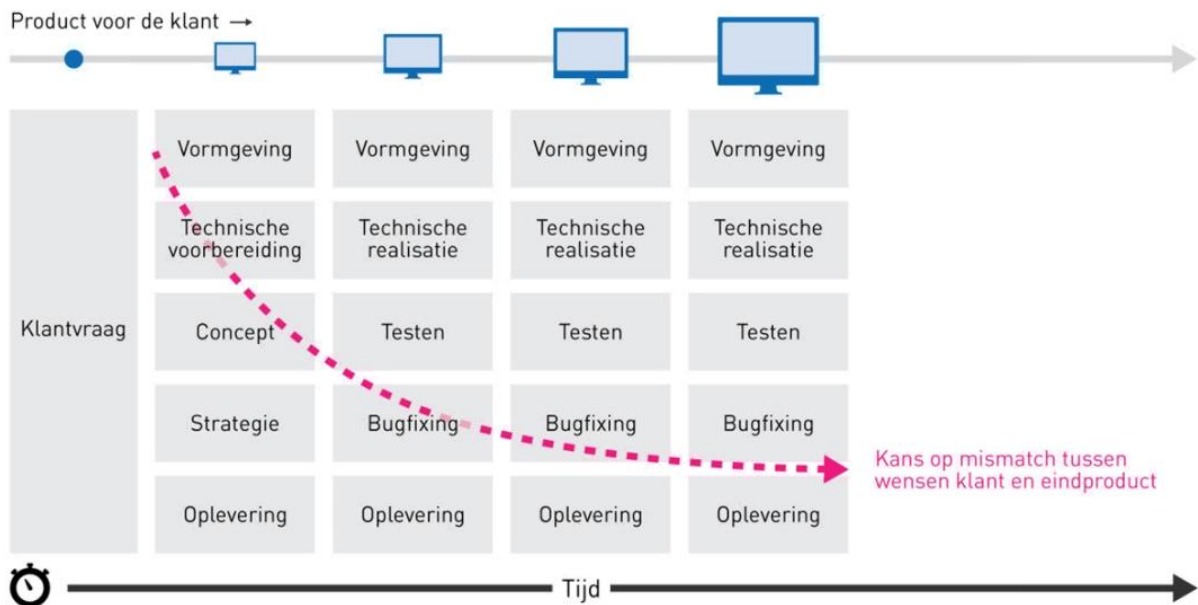 Product voor de klant →
Vormgeving Vormgeving Vormgeving Vormgeving
Technische Technische Technische Technische
voorbereiding realisatie realisatie realisatie
Klantvraag Concept Testen Testen Testen
Strategie Bugfixing Bugfixing Bugfixing
Kans op mismatch tussen
wensen klant en eindproduct
Oplevering Oplevering Oplevering Oplevering
Tijd